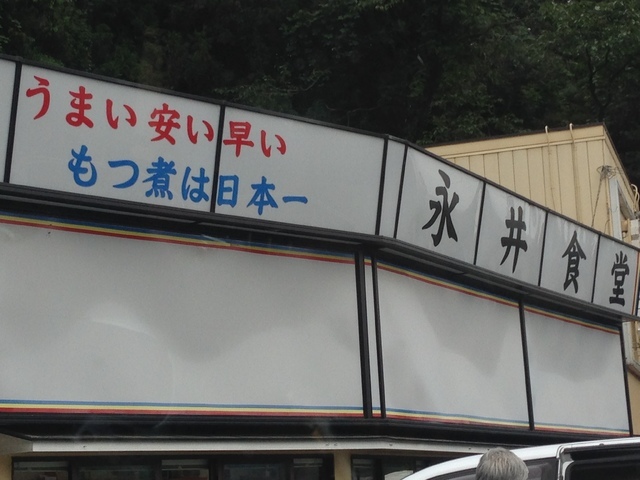 うまい安い早い
もつ煮は日本一
永井食堂